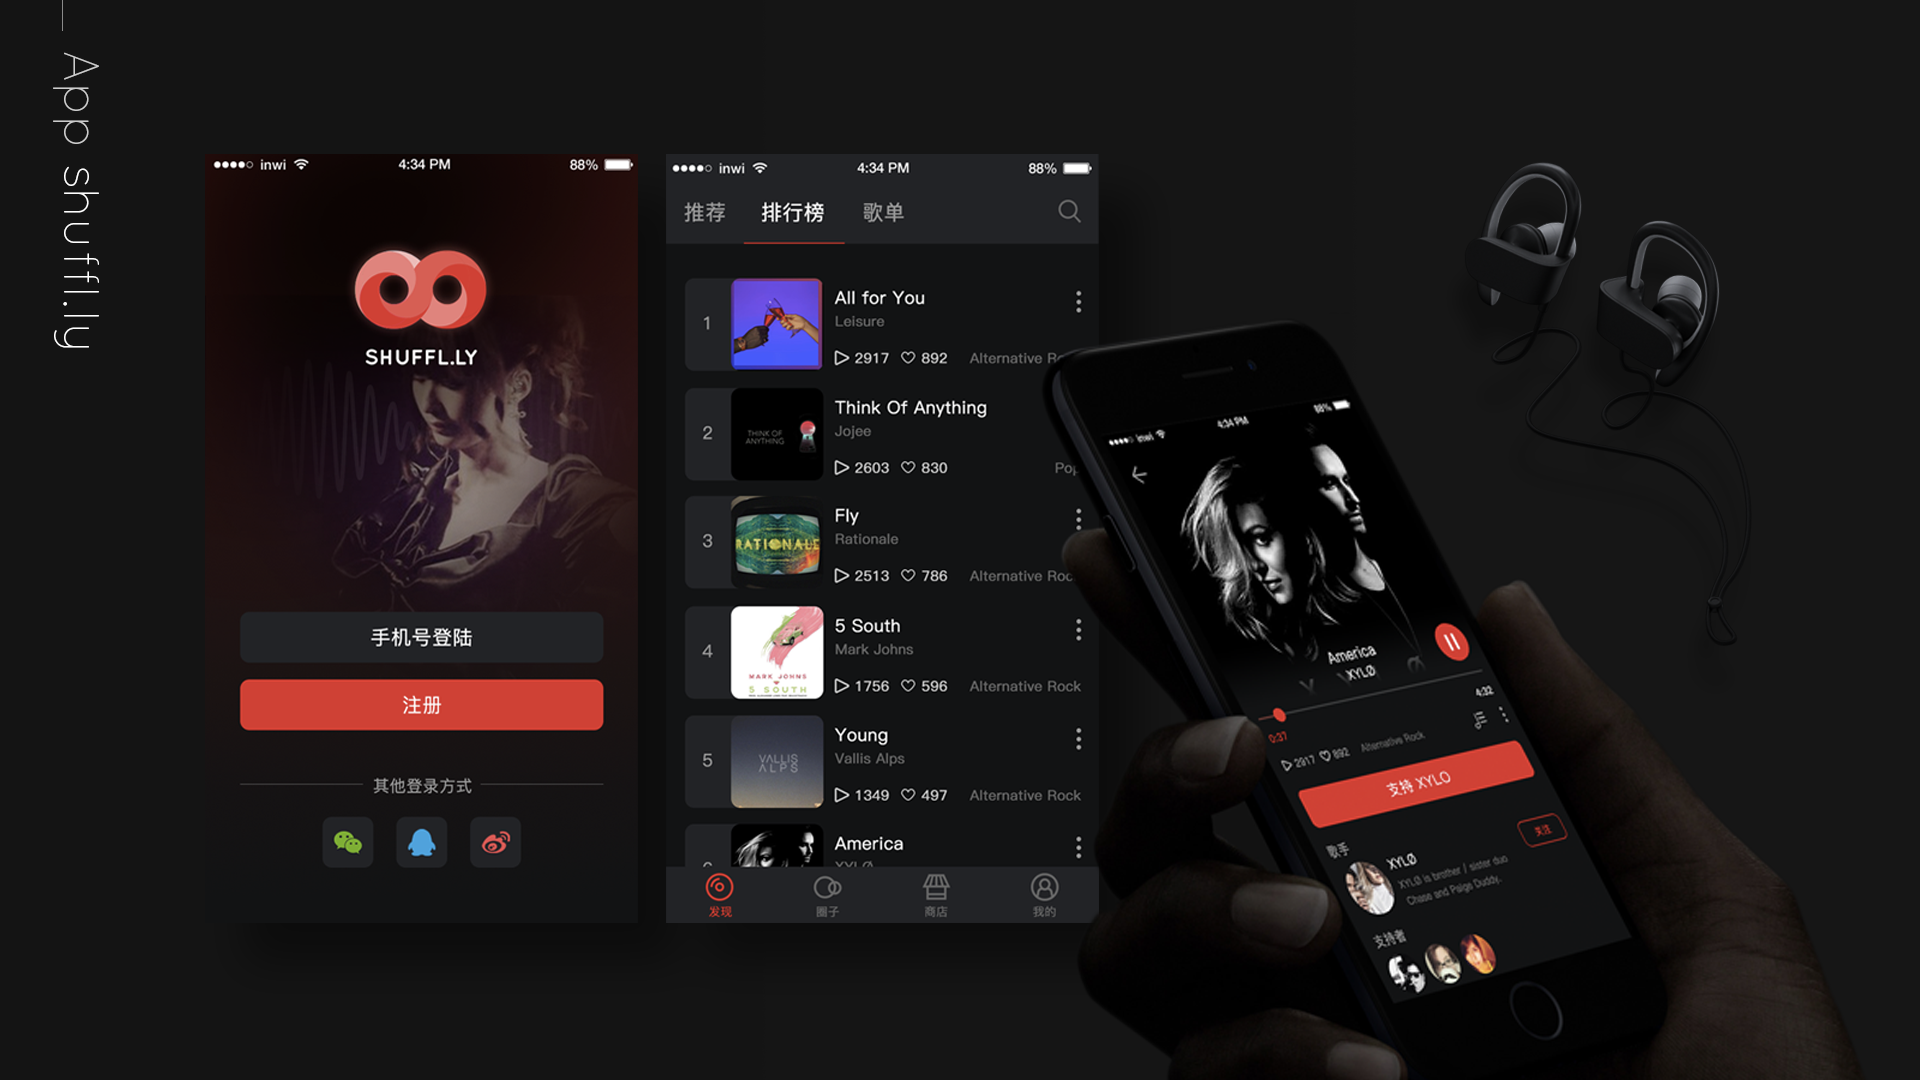 App shuffl.ly
inwi
4:34 PM
88%
SHUFFL.LY
手机号登陆
注册
其他登录方式
inwi
4:34 PM
88%
推荐
排行榜
歌单
1
All for You
Leisure
2917
892
Alternative Ro
2
THINK OF
ANYTHING
Think Of Anything
Jojee
2603
830
Pop
3
RATIONALE
Fly
Rationale
2513
786
Alternative Roc
4
MARK JOHNS
5 SOUTH
5 South
Mark Johns
1756
596
Alternative Rock
5
VALLIS
ALPS
Young
Vallis Alps
1349
497
Alternative Rock
America
XYLØ
发现
圈子
商店
我的
inwi
4:34 PM
88%
America
XYLØ
0:37
4:32
2917
892
Alternative Rock
支持 XYLO
歌手
关注
XYLØ
XYLØ is brother / sister duo
Chase and Paige Duddy.
支持者